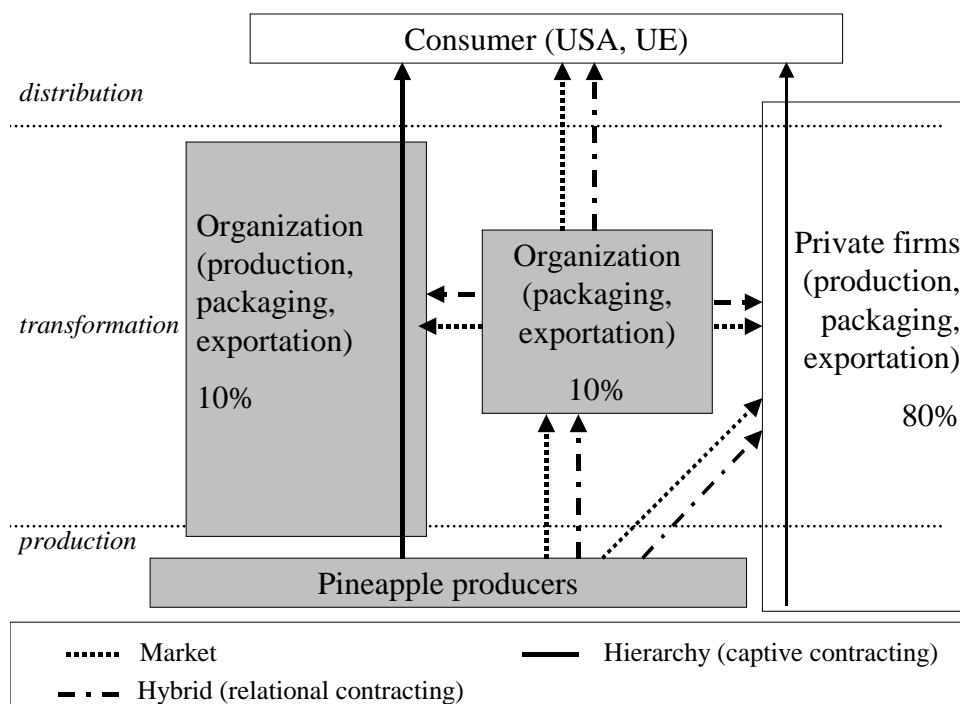 Consumer (USA, UE)
distribution
Organization
(production,
packaging,
exportation)
10%
Organization
(packaging,
exportation)
10%
Private firms
(production,
packaging,
exportation)
80%
transformation
production
Pineapple producers
Market
Hierarchy (captive contracting)
Hybrid (relational contracting)